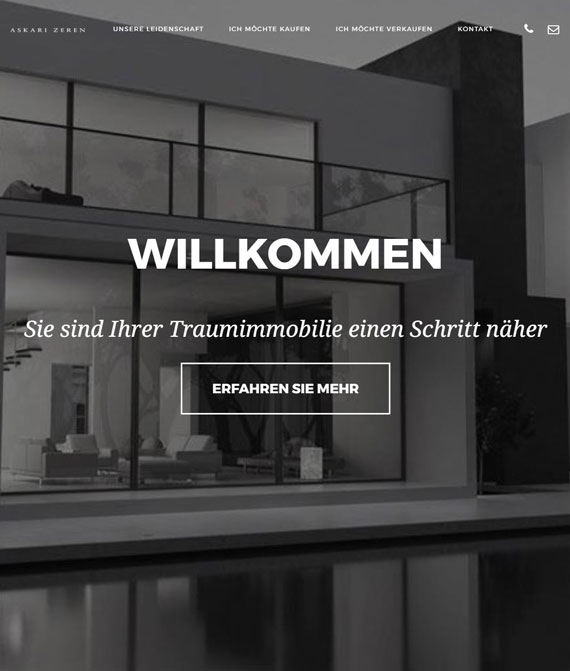 ASKARI ZEREN
UNSERE LEIDENSCHAFT
ICH MÖCHTE KAUFEN
ICH MÖCHTE VERKAUFEN
KONTAKT
WILLKOMMEN
Sie sind Ihrer Traumimmobilie einen Schritt näher
ERFAHREN SIE MEHR